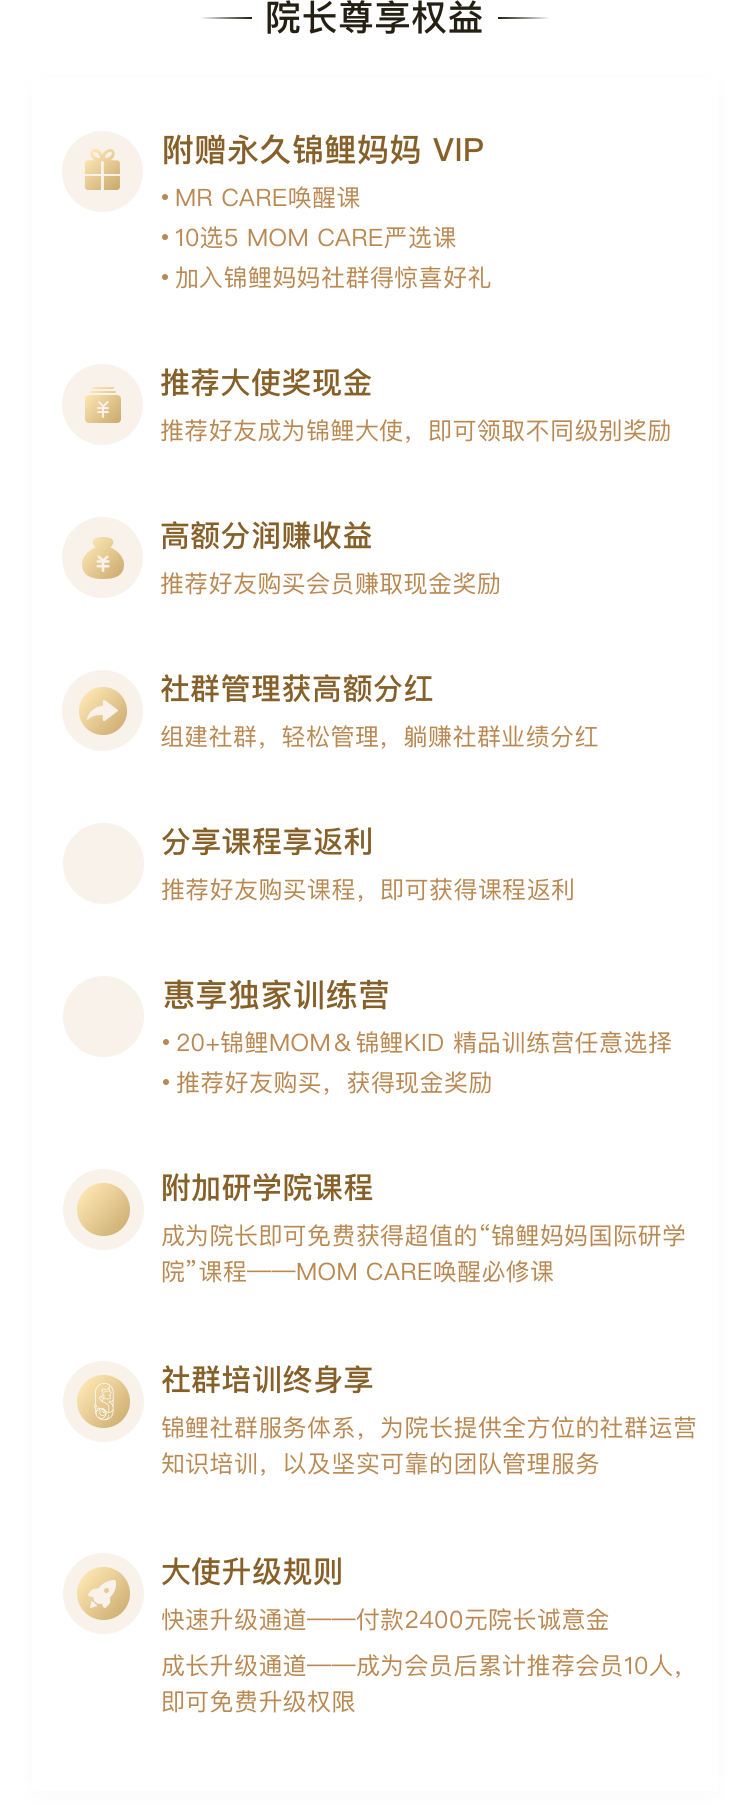 院长尊享权益
附赠永久锦鲤妈妈 VIP
• MR CARE唤醒课
• 10选5 MOM CARE严选课
• 加入锦鲤妈妈社群得惊喜好礼
推荐大使奖现金
推荐好友成为锦鲤大使，即可领取不同级别奖励
高额分润赚收益
推荐好友购买会员赚取现金奖励
社群管理获高额分红
组建社群，轻松管理，躺赚社群业绩分红
分享课程享返利
推荐好友购买课程，即可获得课程返利
惠享独家训练营
• 20+锦鲤MOM＆锦鲤KID 精品训练营任意选择
• 推荐好友购买，获得现金奖励
附加研学院课程
成为院长即可免费获得超值的“锦鲤妈妈国际研学
院”课程——MOM CARE唤醒必修课
社群培训终身享
锦鲤社群服务体系，为院长提供全方位的社群运营
知识培训，以及坚实可靠的团队管理服务
大使升级规则
快速升级通道——付款2400元院长诚意金
成长升级通道——成为会员后累计推荐会员10人，
即可免费升级权限